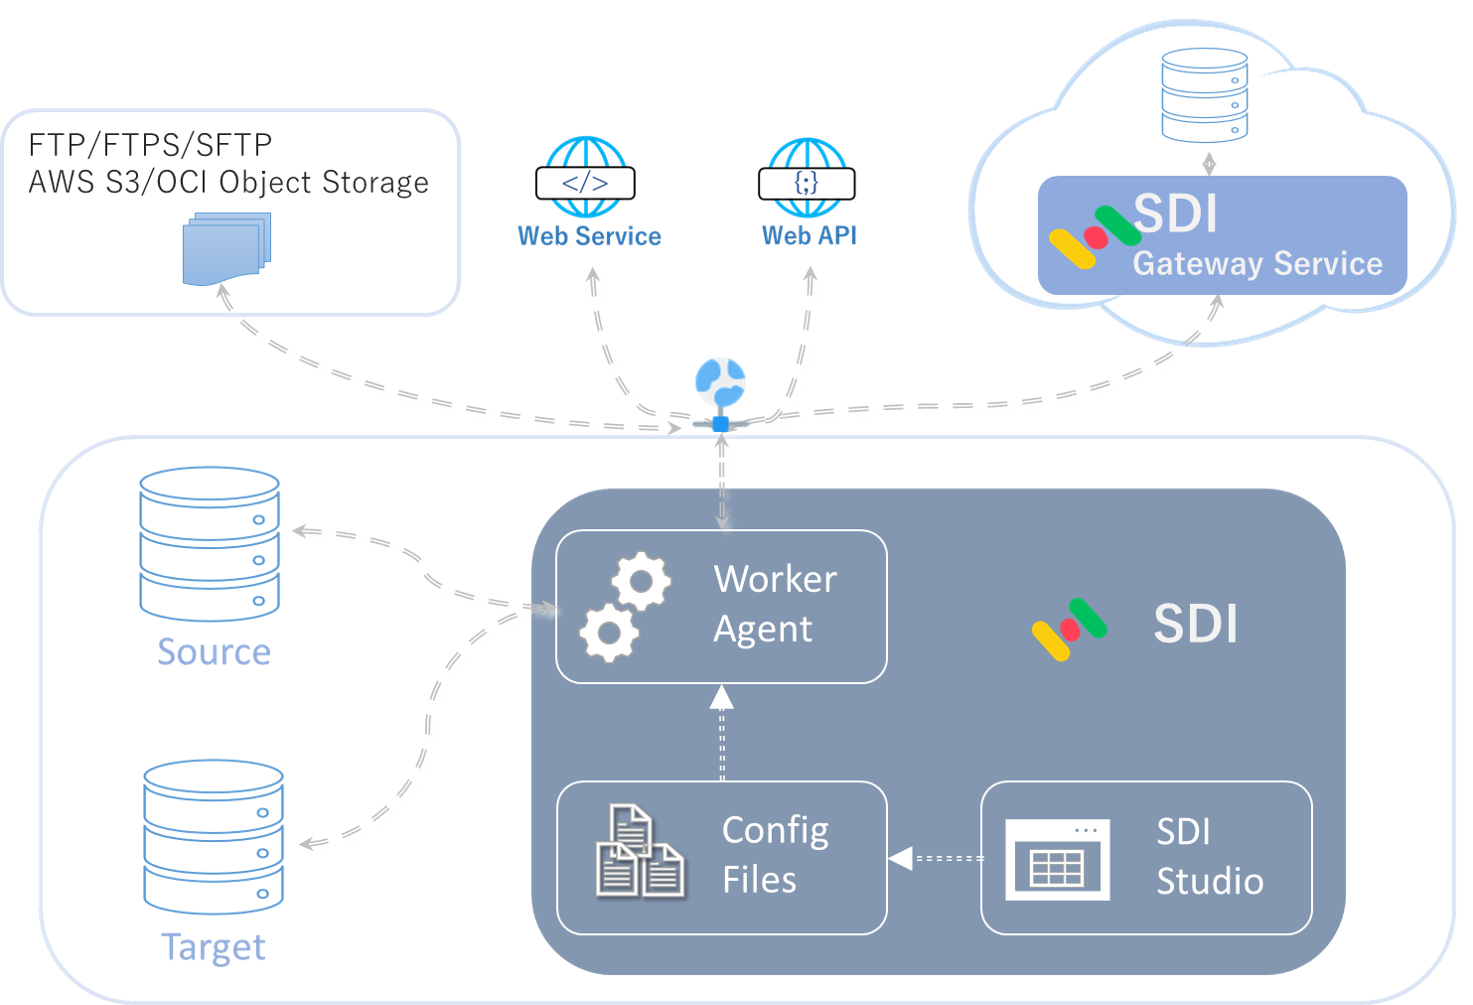 FTP/FTPS/SFTP
AWS S3/OCI Object Storage
</>
Web Service
{;}
Web API
SDI
Gateway Service
Source
Worker
Agent
SDI
Config
Files
SDI
Studio
Target